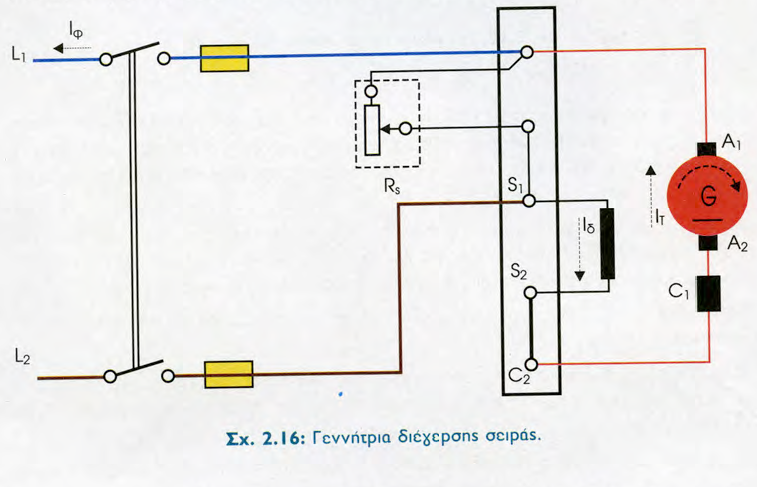 L1
IΦ
Rs
S1
Iδ
S2
C2
IT
A1
G
A2
C1
L2
Σχ. 2.16: Γεννήτρια διέγερσης σειράς.